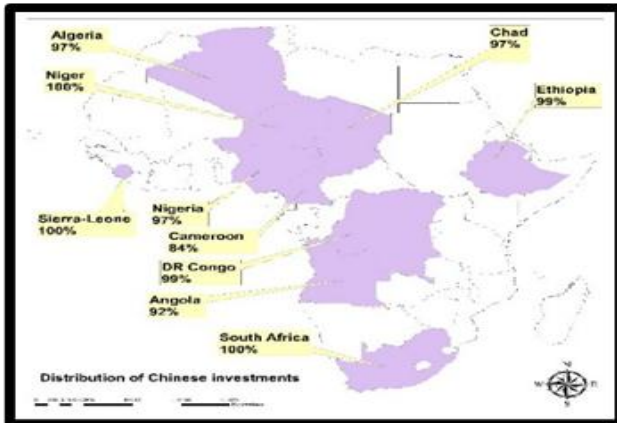 Algeria
97%
Chad
97%
Niger
100%
Ethiopia
99%
Sierra-Leone
100%
Nigeria
97%
Cameroon
84%
DR Congo
99%
Angola
92%
South Africa
100%
Distribution of Chinese investments